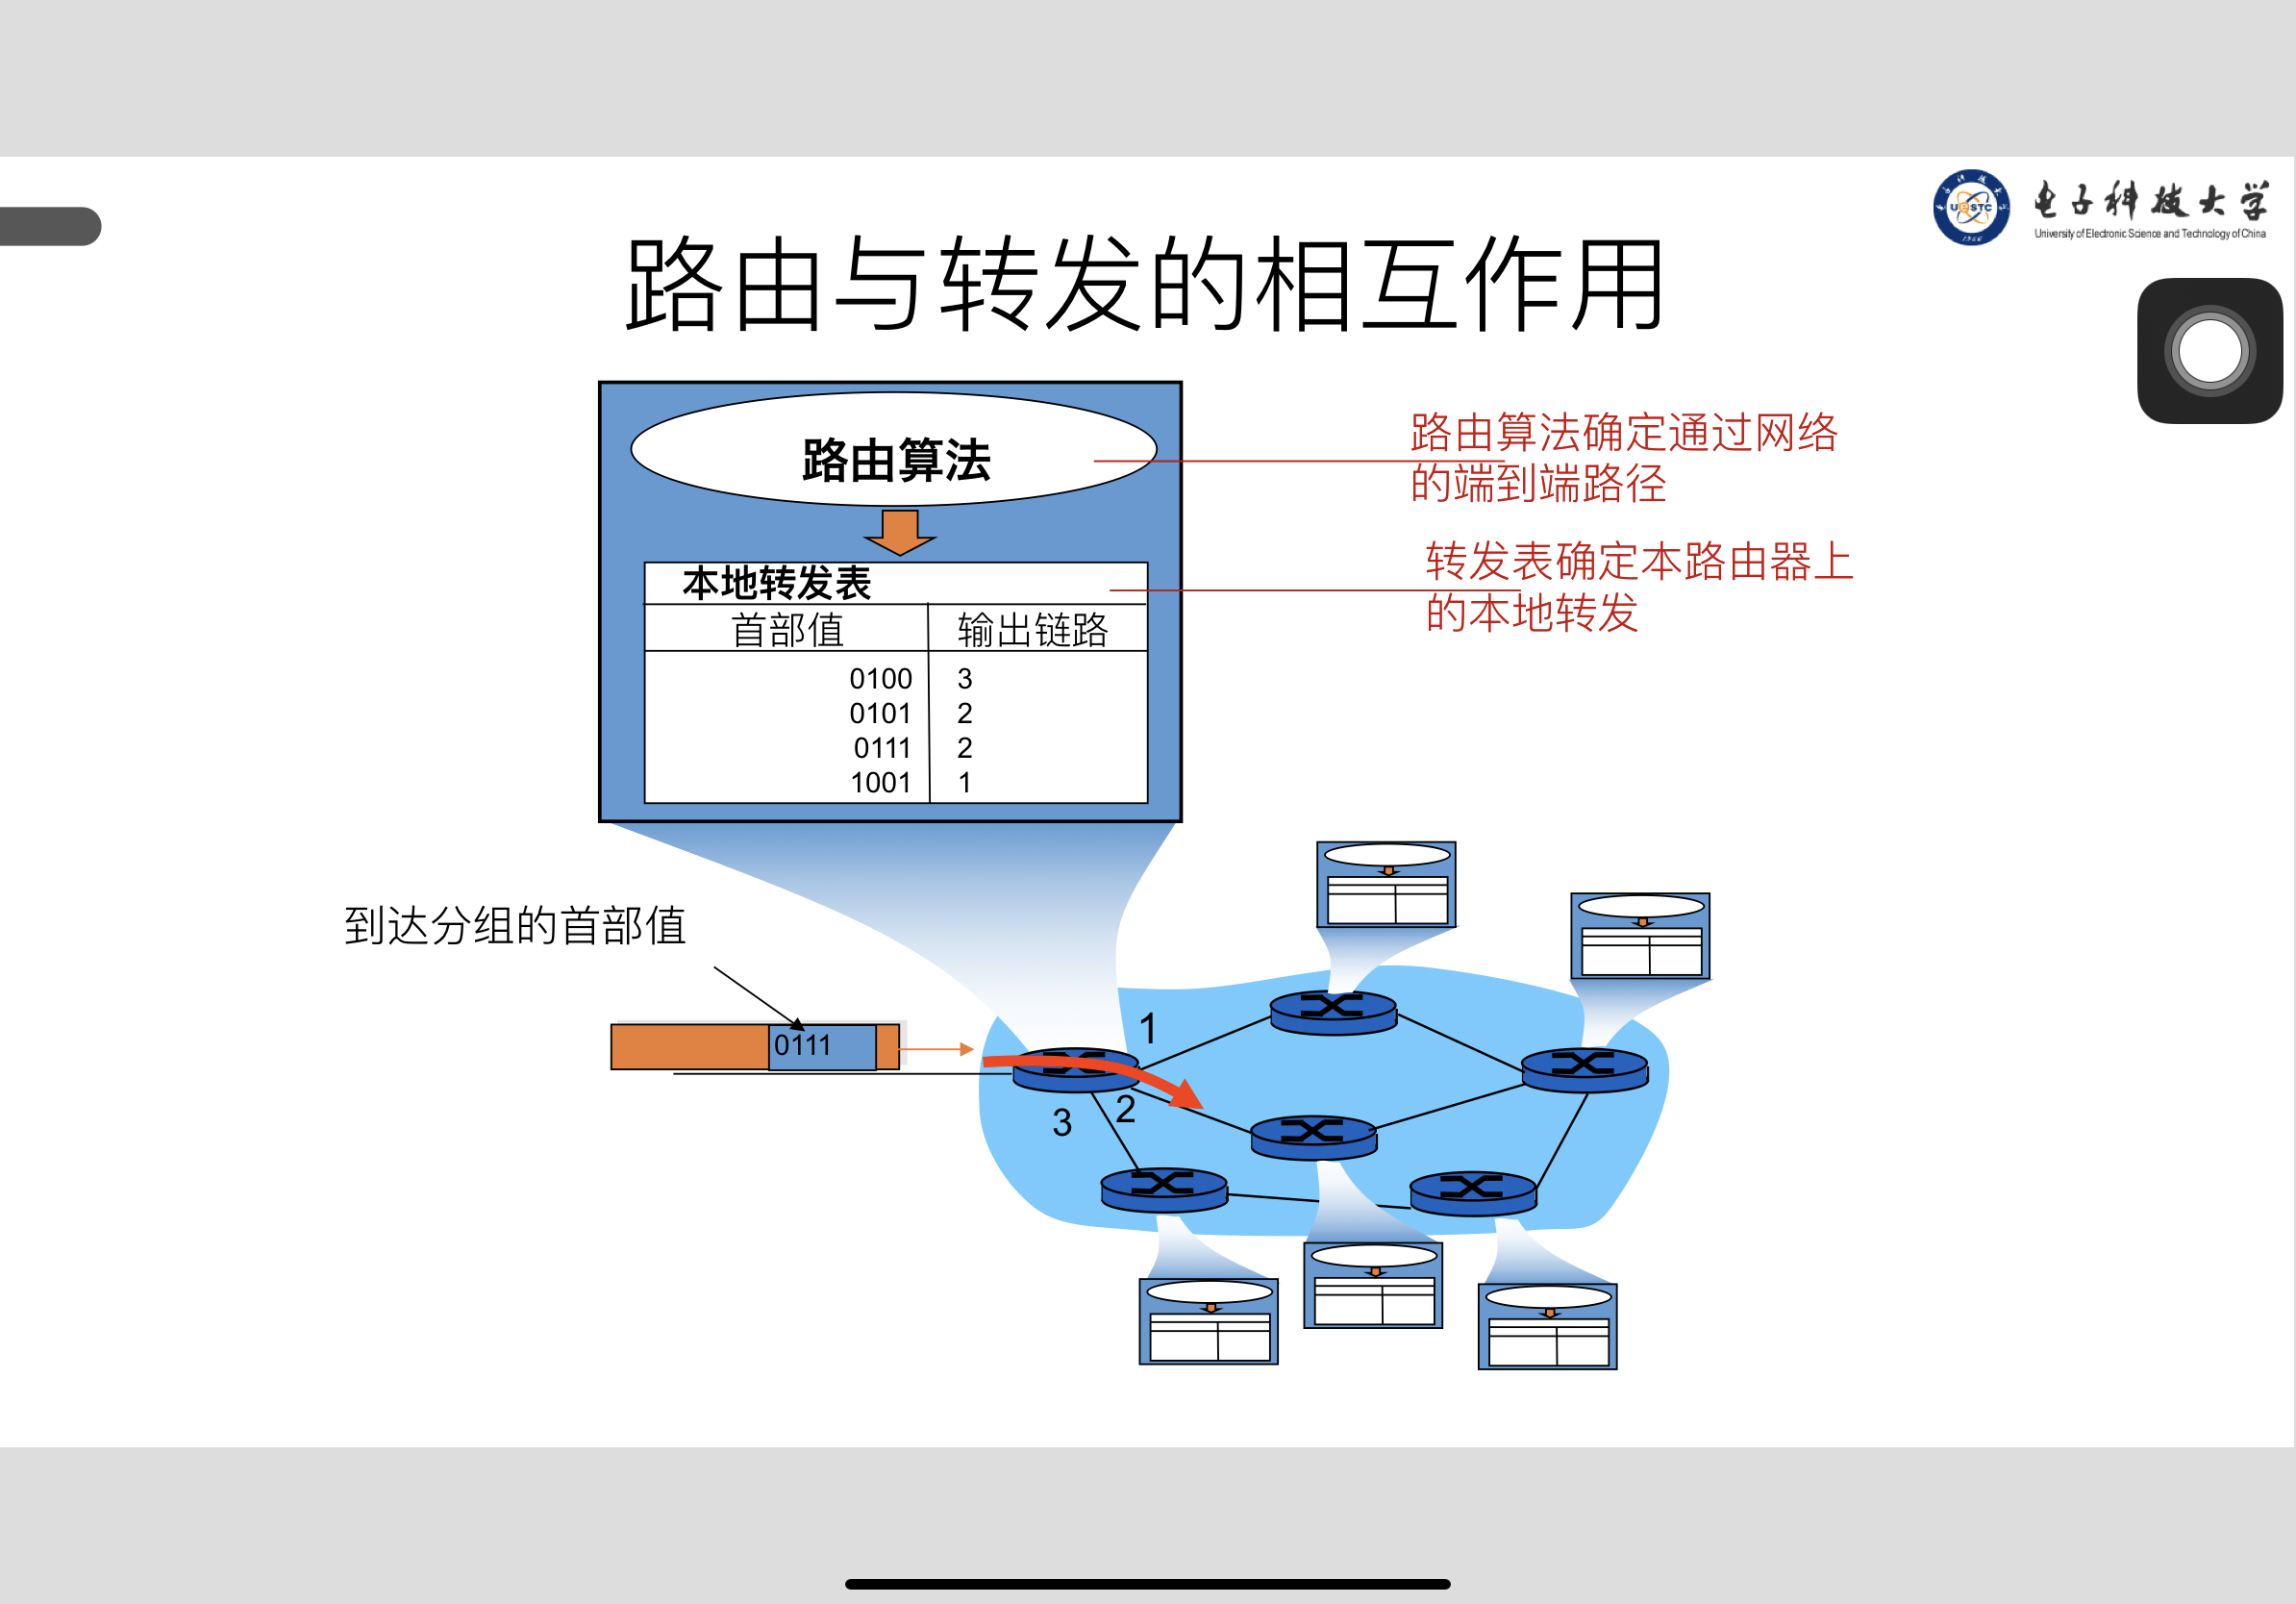 电子科技大学
University of Electronic Science and Technology of China
UESTC
1956
路由与转发的相互作用
路由算法
路由算法确定通过网络
的端到端路径
本地转发表
转发表确定本路由器上
的本地转发
首部值 输出链路
0100 3
0101 2
0111 2
1001 1
到达分组的首部值
0111
1
2
3